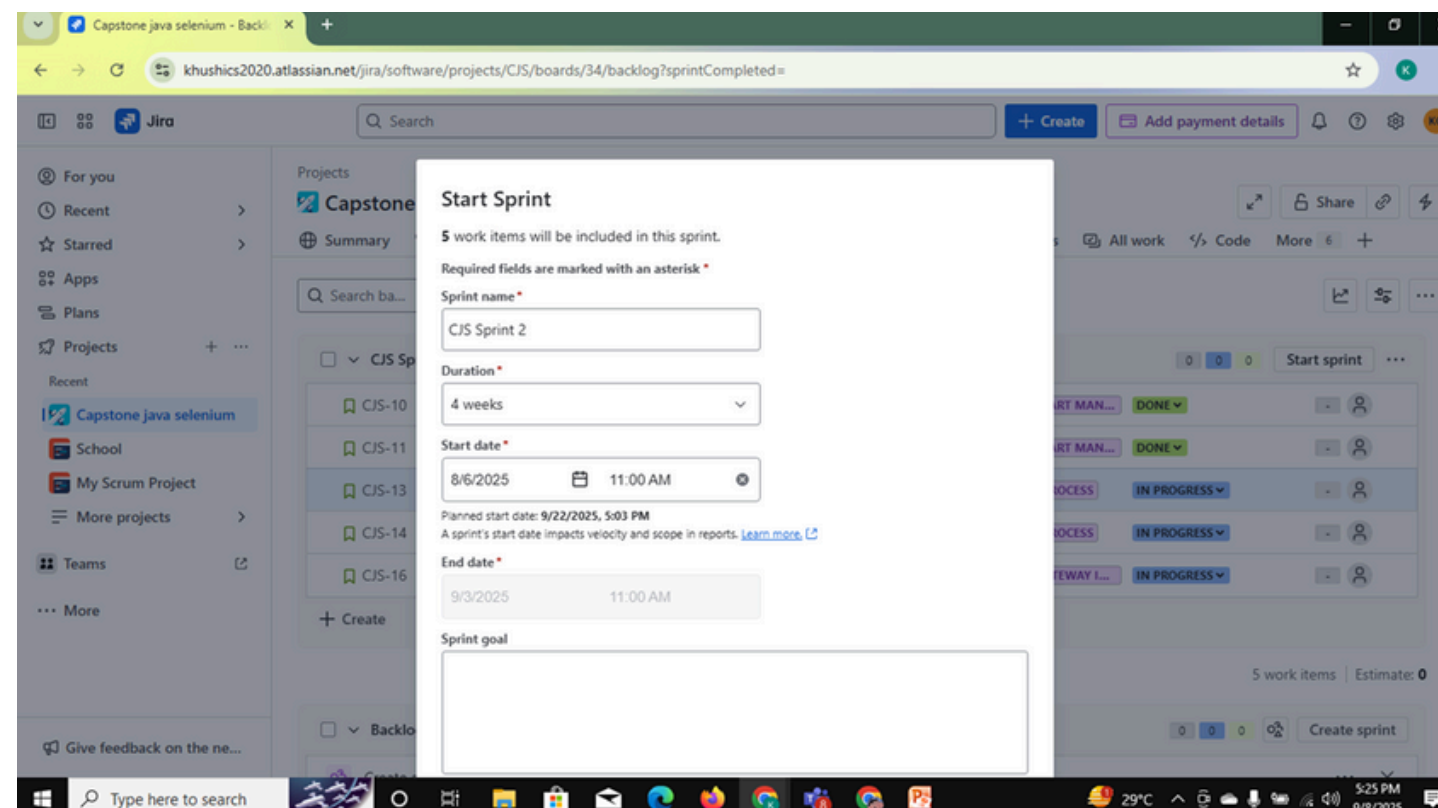 Capstone java selenium - Backl
khushics2020.atlassian.net/jira/software/projects/CJS/boards/34/backlog?sprintCompleted=
K
Jira
Search
+ Create
Add payment details
For you
Recent
Starred
Apps
Plans
Projects
Recent
Capstone java selenium
School
My Scrum Project
More projects
Teams
More
Give feedback on the ne...
Projects
Capstone
Share
Summary
All work
Code
More 6
Search ba...
CJS Sp
0 0 0 Start sprint
CJS-10
ART MAN... DONE -
CJS-11
ART MAN... DONE -
CJS-13
ROCESS IN PROGRESS -
CJS-14
ROCESS IN PROGRESS -
CJS-16
TEWAY I... IN PROGRESS -
+ Create
5 work items | Estimate: 0
Backlo
0 0 0 Create sprint
Start Sprint
5 work items will be included in this sprint.
Required fields are marked with an asterisk *
Sprint name *
CJS Sprint 2
Duration *
4 weeks
Start date *
8/6/2025 11:00 AM
Planned start date: 9/22/2025, 5:03 PM
A sprint's start date impacts velocity and scope in reports. Learn more.
End date *
9/3/2025 11:00 AM
Sprint goal
Type here to search
29°C
5:25 PM